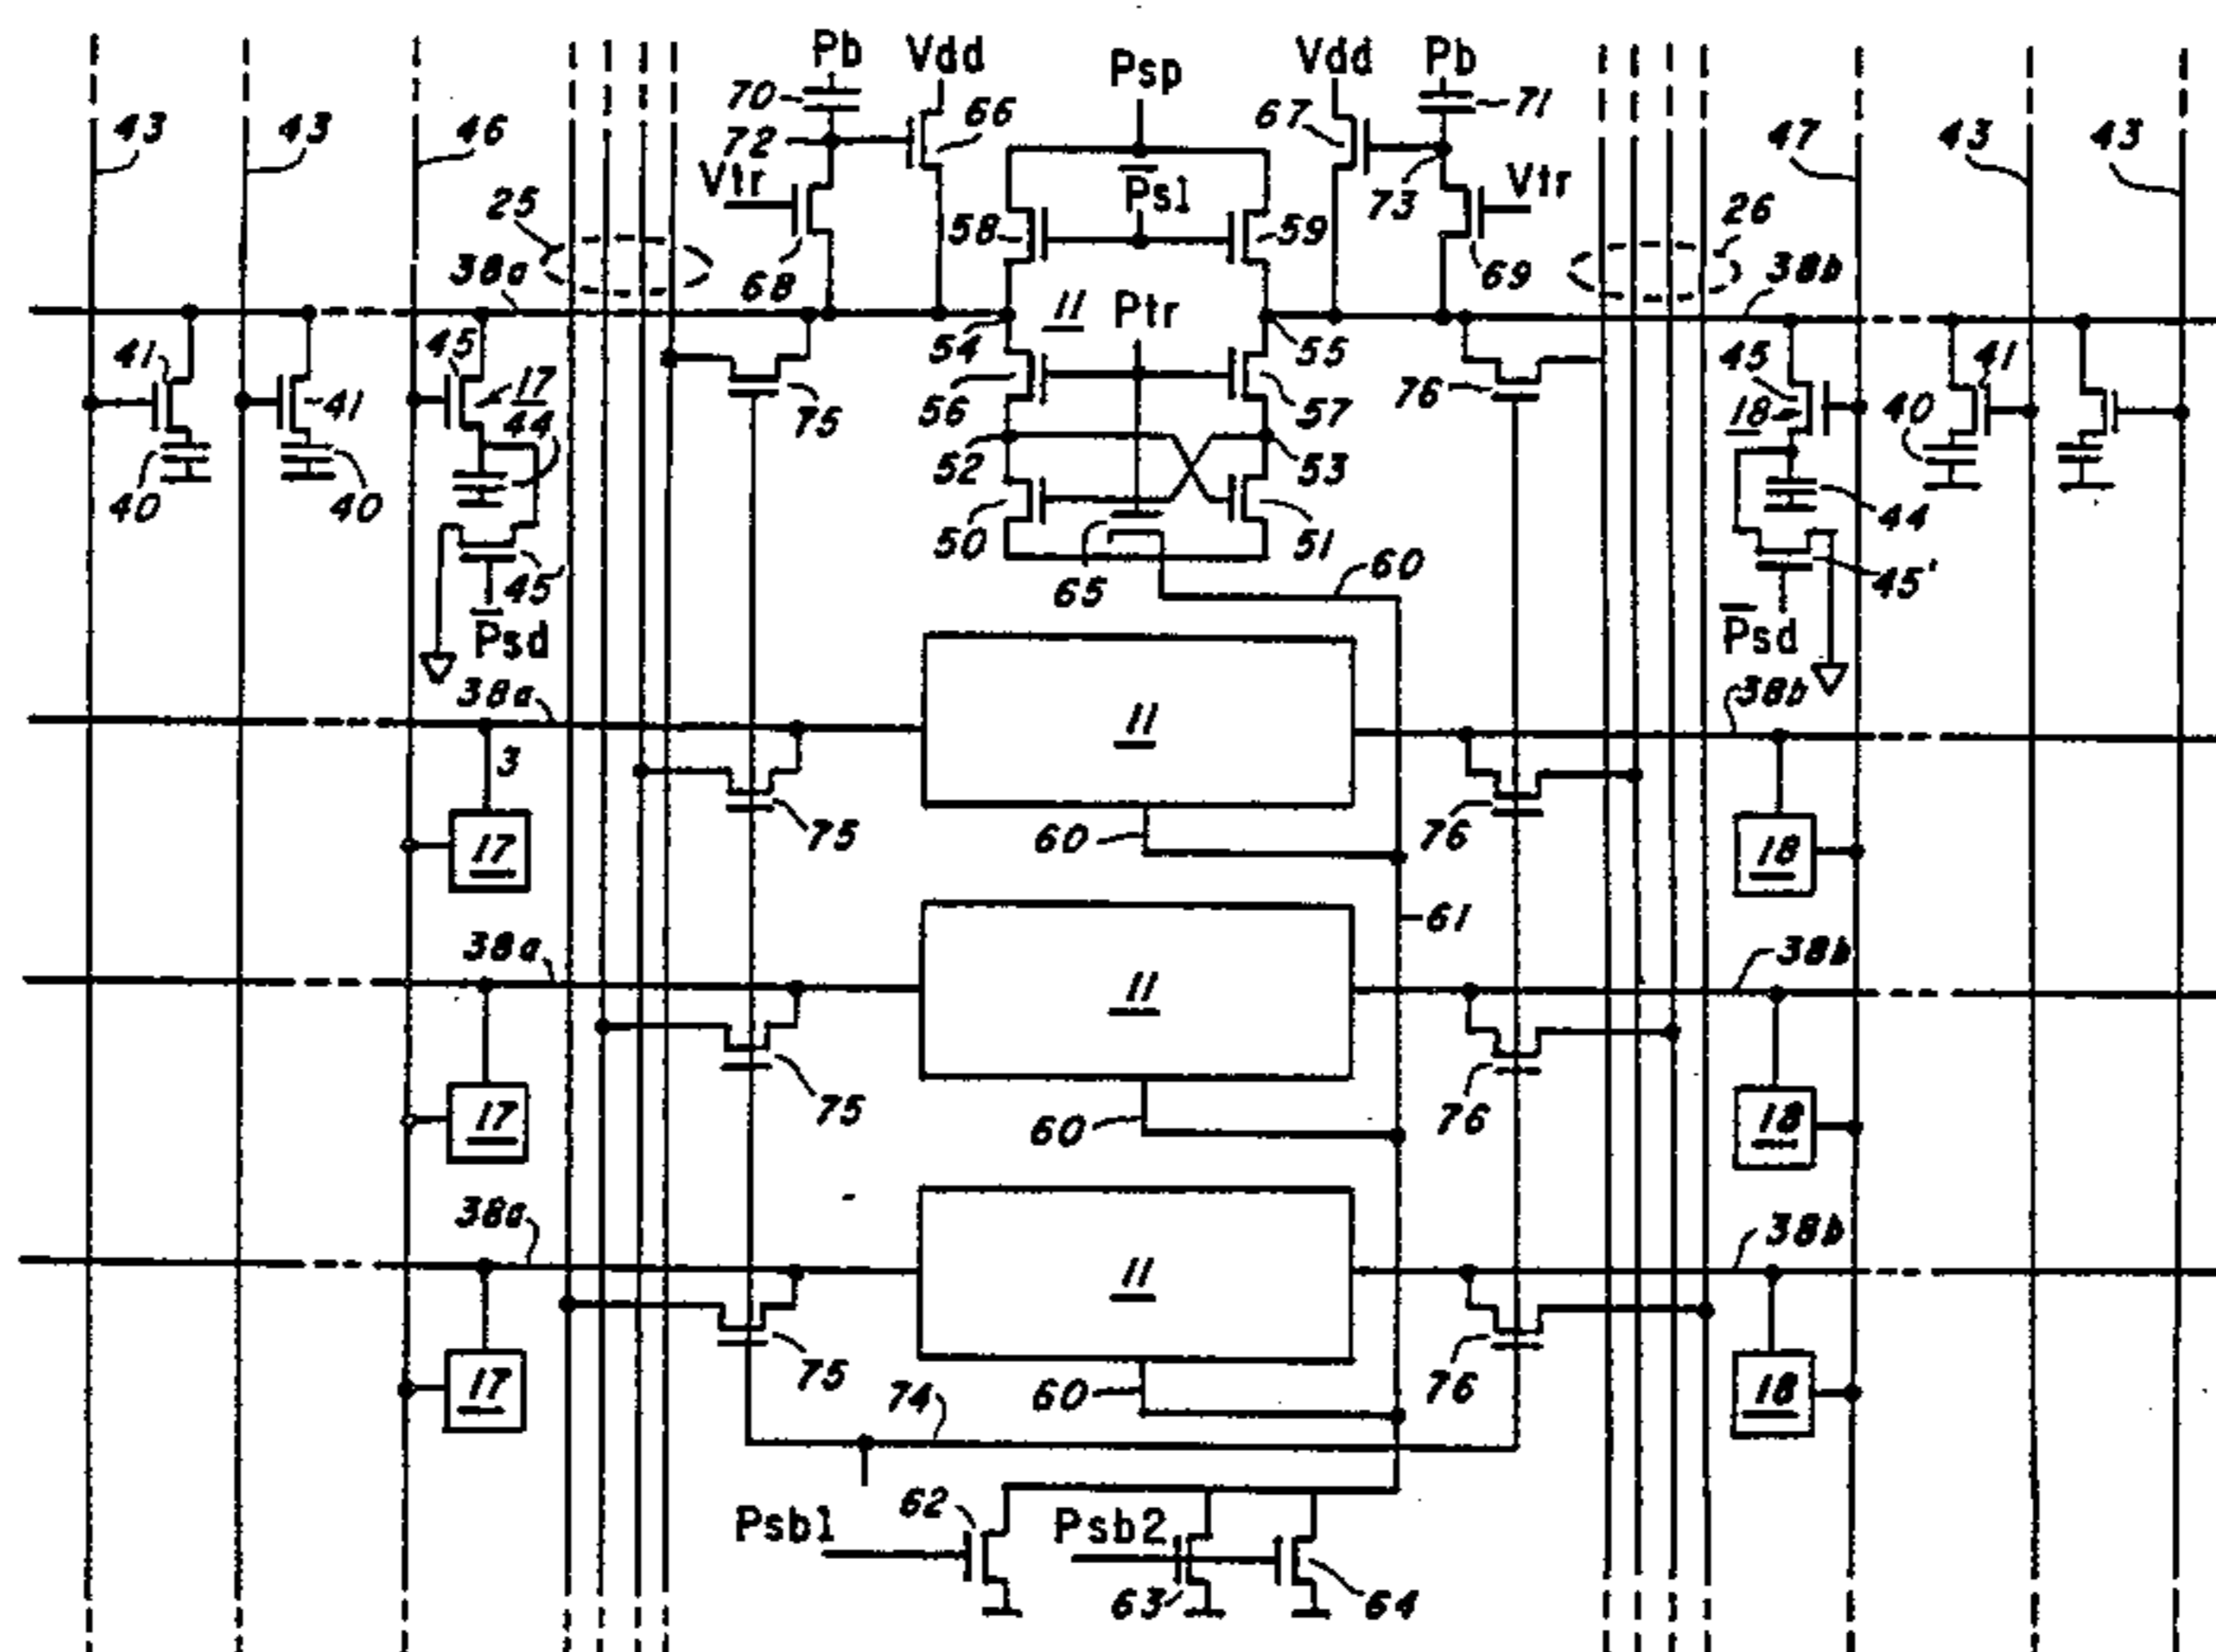 Pb Vdd Psp Vdd Pb
43 43 46 70 72 66 67 71 47 43 43
Vtr P̅s1 73 Vtr
25 58 59 26
38a 68 11 Ptr 69 38b
54 55
41 41 45 17 44 75 56 57 76 45 18 40 41
40 40 52 53 44
50 65 51 60
45' 45'
P̅sd P̅sd
38a 38b
3 11
17 75 60 76 18
61
38a 11 38b
17 75 60 76 18
38a 11 38b
17 75 74 60 76 18
Psb1 62 Psb2
63 64